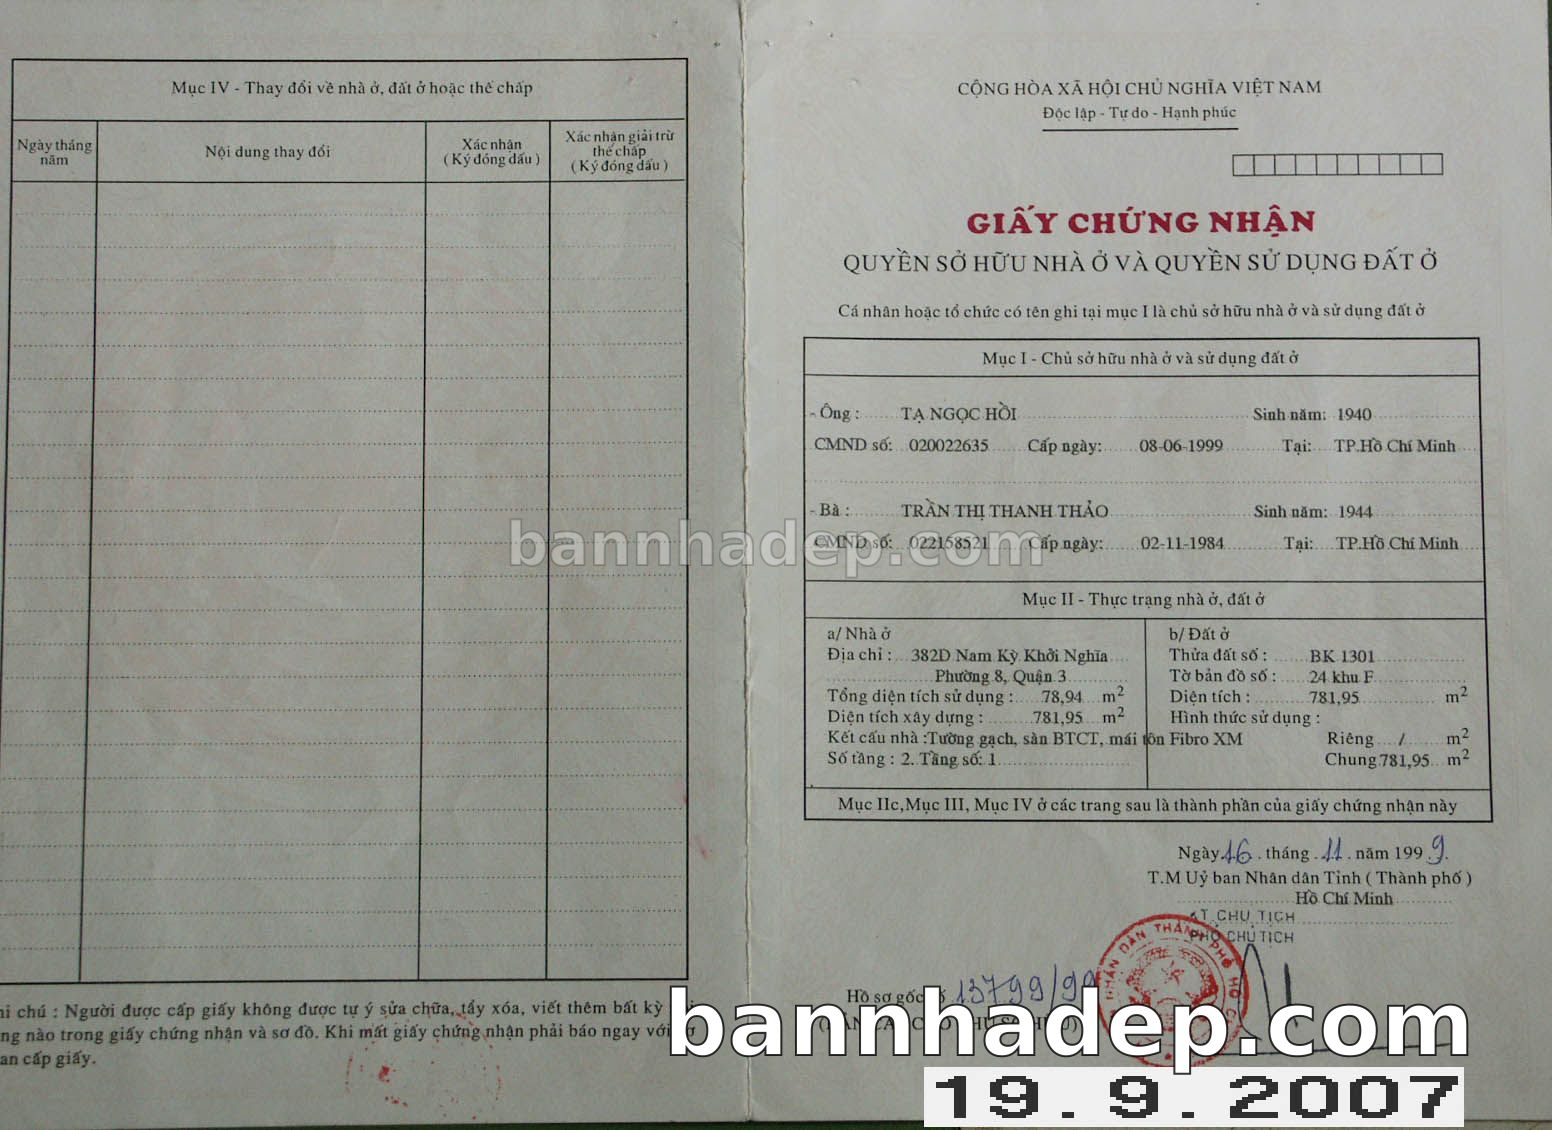 Mục IV - Thay đổi về nhà ở, đất ở hoặc thế chấp
Ngày tháng năm
Nội dung thay đổi
Xác nhận
( Ký đóng dấu )
Xác nhận giải trừ
thế chấp
( Ký đóng dấu )
hi chú : Người được cấp giấy không được tự ý sửa chữa, tẩy xóa, viết thêm bất kỳ
ng nào trong giấy chứng nhận và sơ đồ. Khi mất giấy chứng nhận phải báo ngay với
an cấp giấy.
CỘNG HÒA XÃ HỘI CHỦ NGHĨA VIỆT NAM
Độc lập - Tự do - Hạnh phúc
GIẤY CHỨNG NHẬN
QUYỀN SỞ HỮU NHÀ Ở VÀ QUYỀN SỬ DỤNG ĐẤT Ở
Cá nhân hoặc tổ chức có tên ghi tại mục I là chủ sở hữu nhà ở và sử dụng đất ở
Mục I - Chủ sở hữu nhà ở và sử dụng đất ở
- Ông : TẠ NGỌC HỒI Sinh năm: 1940
CMND số: 020022635 Cấp ngày: 08-06-1999 Tại: TP.Hồ Chí Minh
- Bà : TRẦN THỊ THANH THẢO Sinh năm: 1944
CMND số: 022158521 Cấp ngày: 02-11-1984 Tại: TP.Hồ Chí Minh
bannhadep.com
Mục II - Thực trạng nhà ở, đất ở
a/ Nhà ở
Địa chỉ : 382D Nam Kỳ Khởi Nghĩa
Phường 8, Quận 3
Tổng diện tích sử dụng : 78,94 m2
Diện tích xây dựng : 781,95 m2
Kết cấu nhà :Tường gạch, sàn BTCT, mái tôn Fibro XM
Số tầng : 2. Tầng số: 1
b/ Đất ở
Thửa đất số : BK 1301
Tờ bản đồ số : 24 khu F
Diện tích : 781,95 m2
Hình thức sử dụng :
Riêng / m2
Chung 781,95 m2
Mục IIc,Mục III, Mục IV ở các trang sau là thành phần của giấy chứng nhận này
Ngày 16 . tháng . 11 . năm 1999.
T.M Uỷ ban Nhân dân Tỉnh ( Thành phố )
Hồ Chí Minh
KT CHỦ TỊCH
PHÓ CHỦ TỊCH
NHÂN DÂN THÀNH PHỐ HỒ C
Hồ sơ gốc số 13799/99
bannhadep.com
19.9.2007